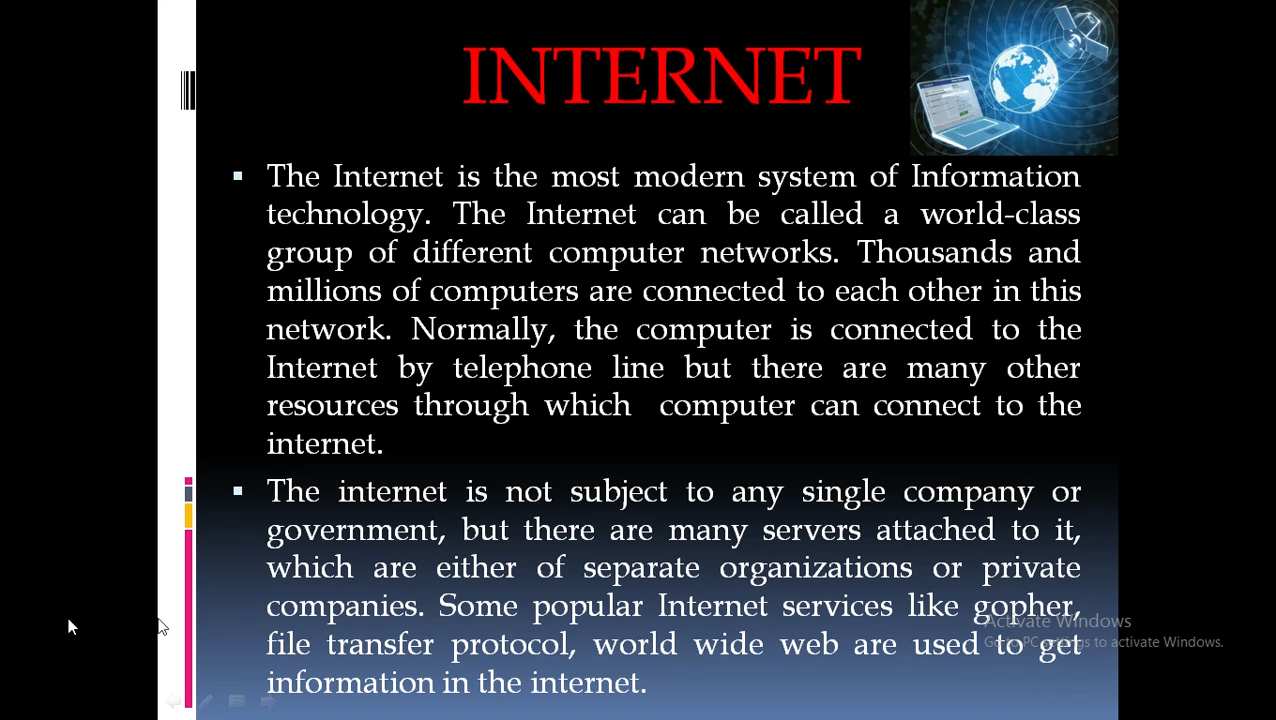 INTERNET
The Internet is the most modern system of Information
technology. The Internet can be called a world-class
group of different computer networks. Thousands and
millions of computers are connected to each other in this
network. Normally, the computer is connected to the
Internet by telephone line but there are many other
resources through which computer can connect to the
internet.
The internet is not subject to any single company or
government, but there are many servers attached to it,
which are either of separate organizations or private
companies. Some popular Internet services like gopher,
file transfer protocol, world wide web are used to get
information in the internet.
Activate Windows
Go to PC settings to activate Windows.